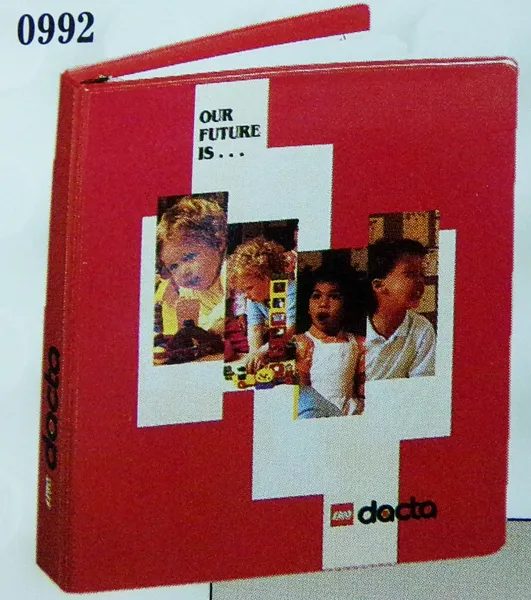 0992
OUR
FUTURE
IS...
LEGO dacta
LEGO dacta